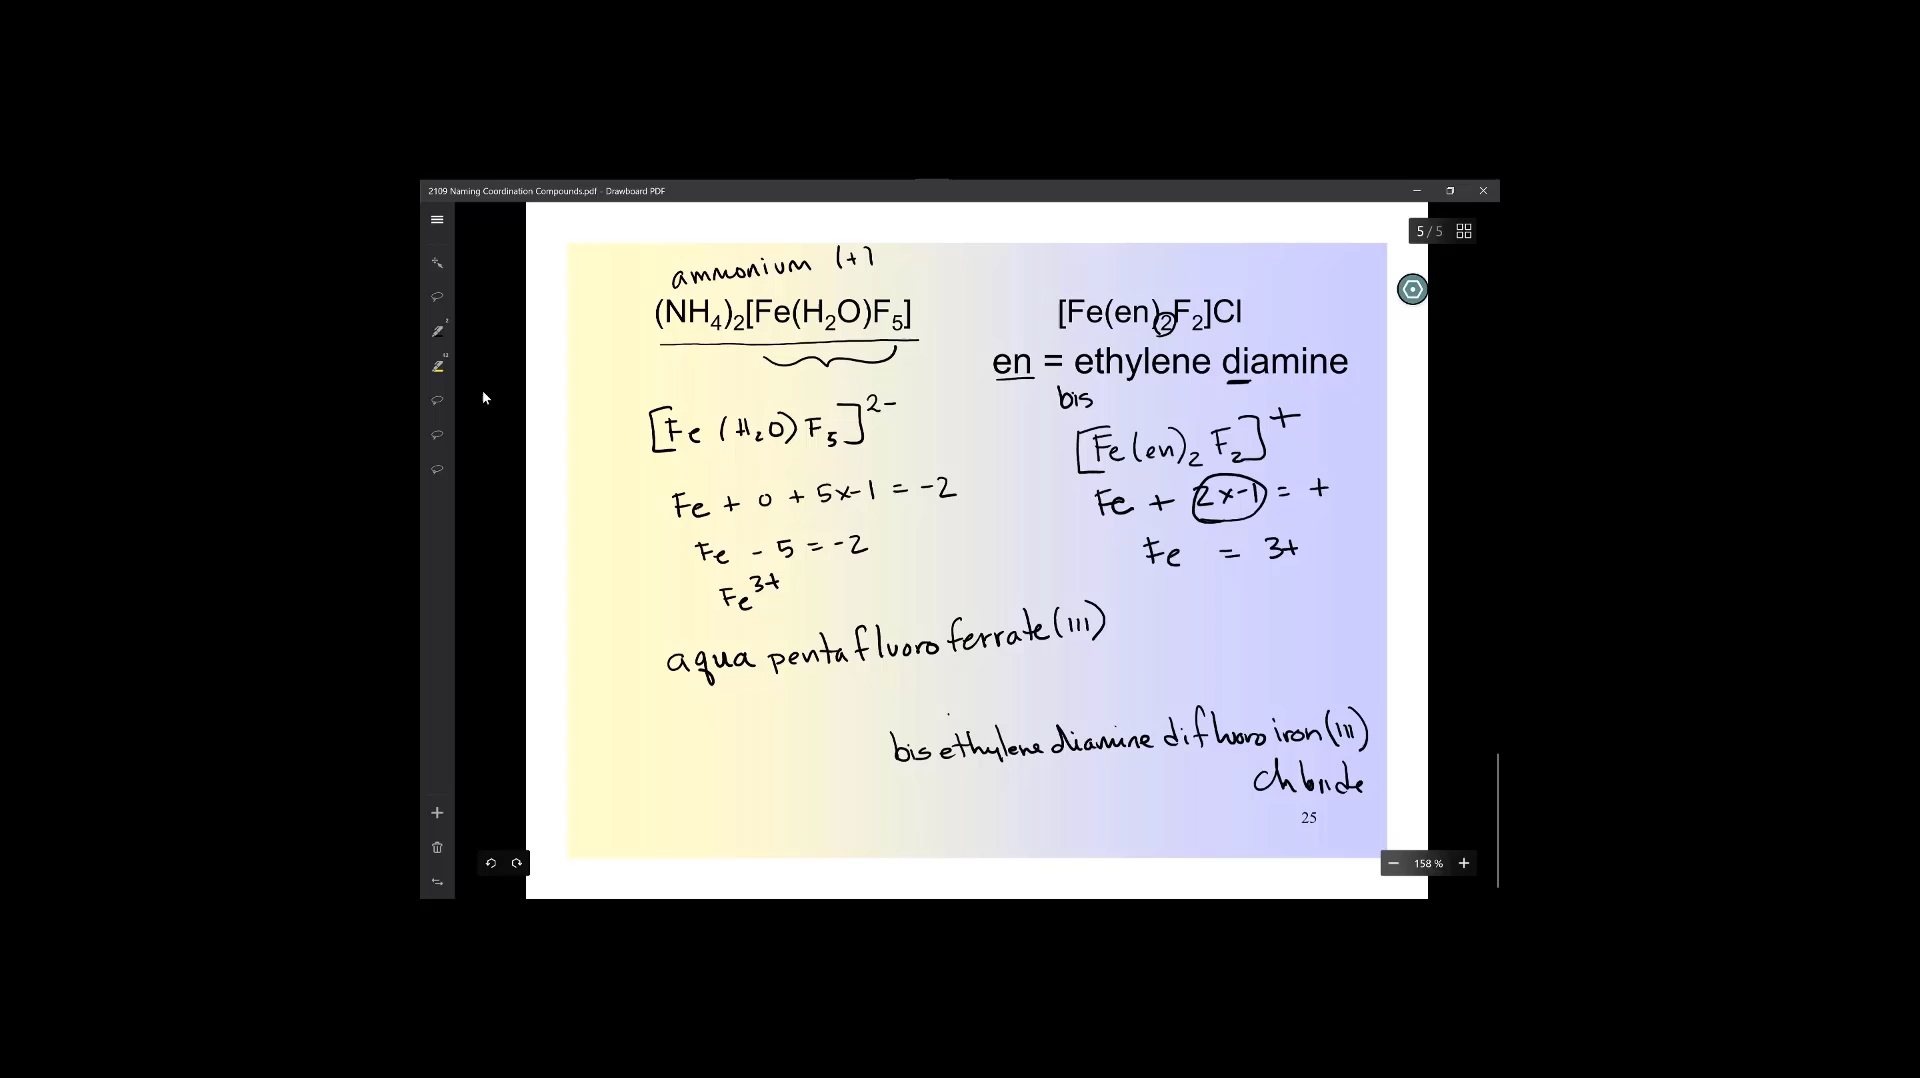 2109 Naming Coordination Compounds.pdf - Drawboard PDF
5 / 5
ammonium (+)
(NH4)2[Fe(H2O)F5]
[Fe(H2O)F5]2-
Fe + 0 + 5x-1 = -2
Fe - 5 = -2
Fe3+
aqua pentafluoro ferrate(III)
[Fe(en)2F2]Cl
en = ethylene diamine
bis
[Fe(en)2F2]+
Fe + 2x-1 = +
Fe = 3+
bis ethylene diamine difluoro iron(III)
chloride
25
2
12
158 %